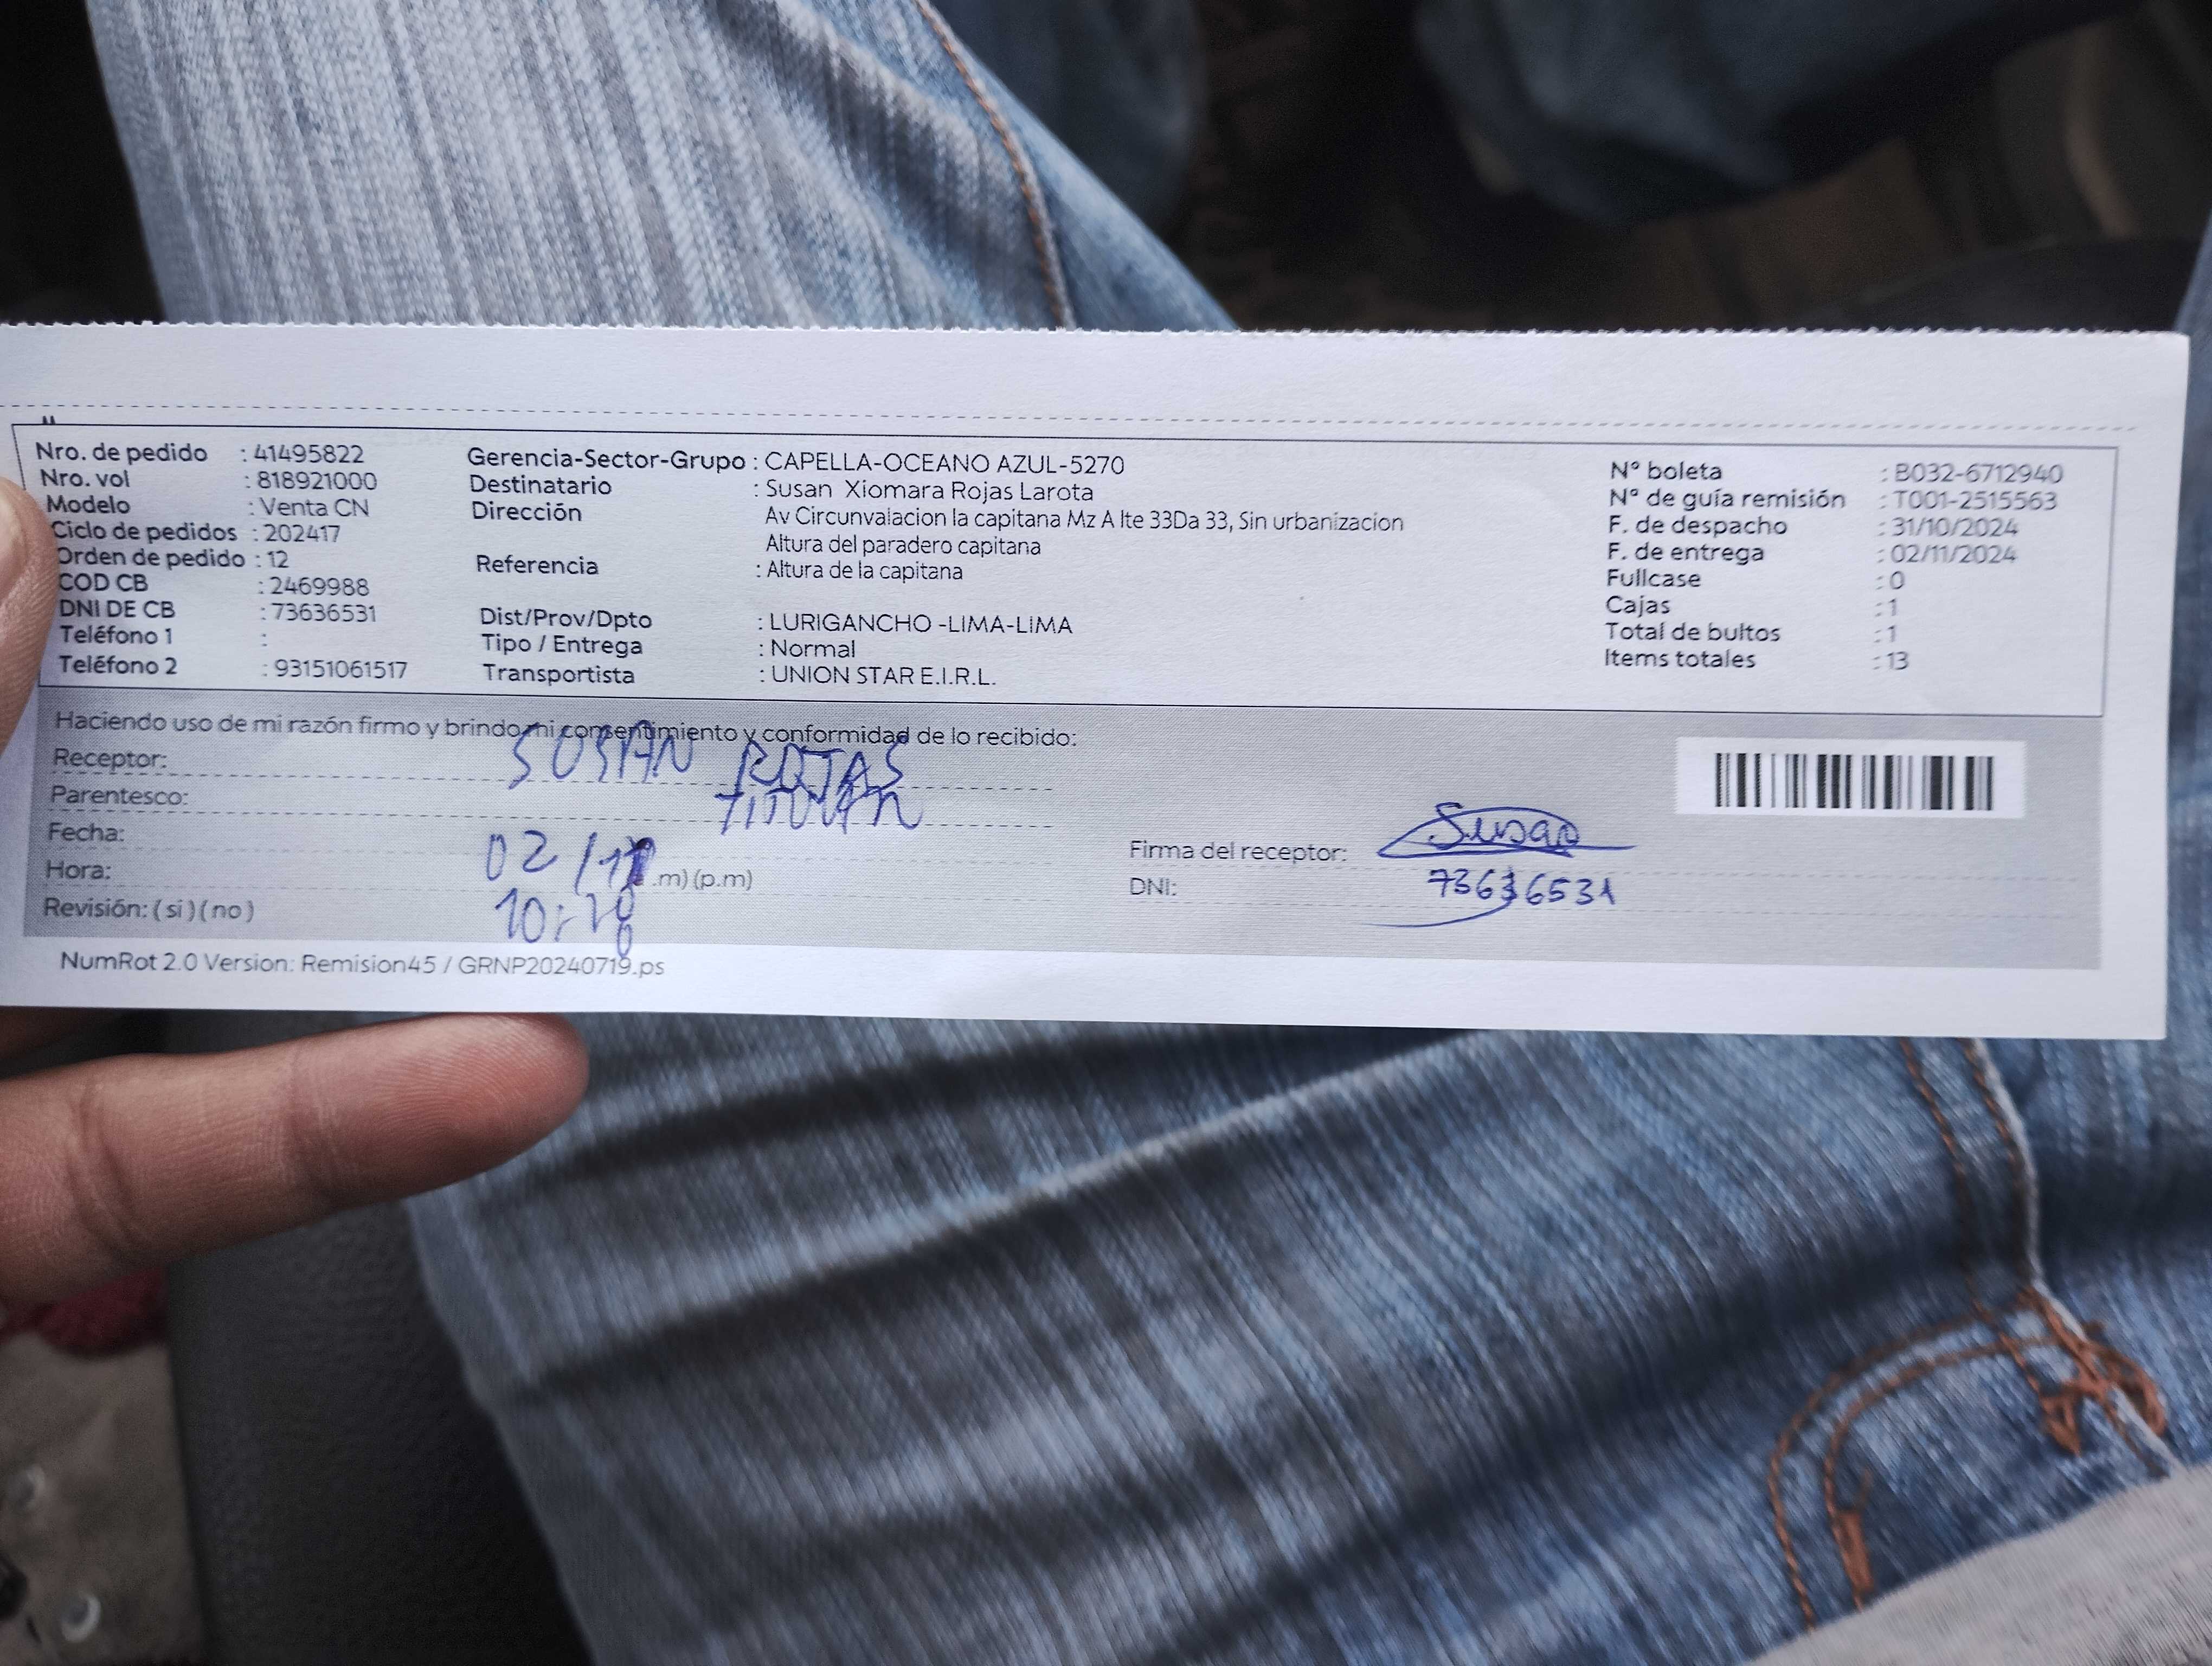 Nro. de pedido : 41495822
Nro. vol : 818921000
Modelo : Venta CN
Ciclo de pedidos : 202417
Orden de pedido : 12
COD CB : 2469988
DNI DE CB : 73636531
Teléfono 1 :
Teléfono 2 : 93151061517
Gerencia-Sector-Grupo : CAPELLA-OCEANO AZUL-5270
Destinatario : Susan Xiomara Rojas Larota
Dirección Av Circunvalacion la capitana Mz A lte 33Da 33, Sin urbanizacion
Altura del paradero capitana
Referencia : Altura de la capitana
Dist/Prov/Dpto : LURIGANCHO -LIMA-LIMA
Tipo / Entrega : Normal
Transportista : UNION STAR E.I.R.L.
N° boleta : B032-6712940
N° de guía remisión : T001-2515563
F. de despacho : 31/10/2024
F. de entrega : 02/11/2024
Fullcase : 0
Cajas : 1
Total de bultos : 1
Items totales : 13
Haciendo uso de mi razón firmo y brindo mi consentimiento y conformidad de lo recibido:
Receptor: SUSAN ROJAS
Parentesco: TITULAR
Fecha: 02/11
Hora: .m) (p.m)
Revisión: ( si ) ( no )
Firma del receptor: Susan
DNI: 73636531
NumRot 2.0 Version: Remision45 / GRNP20240719.ps